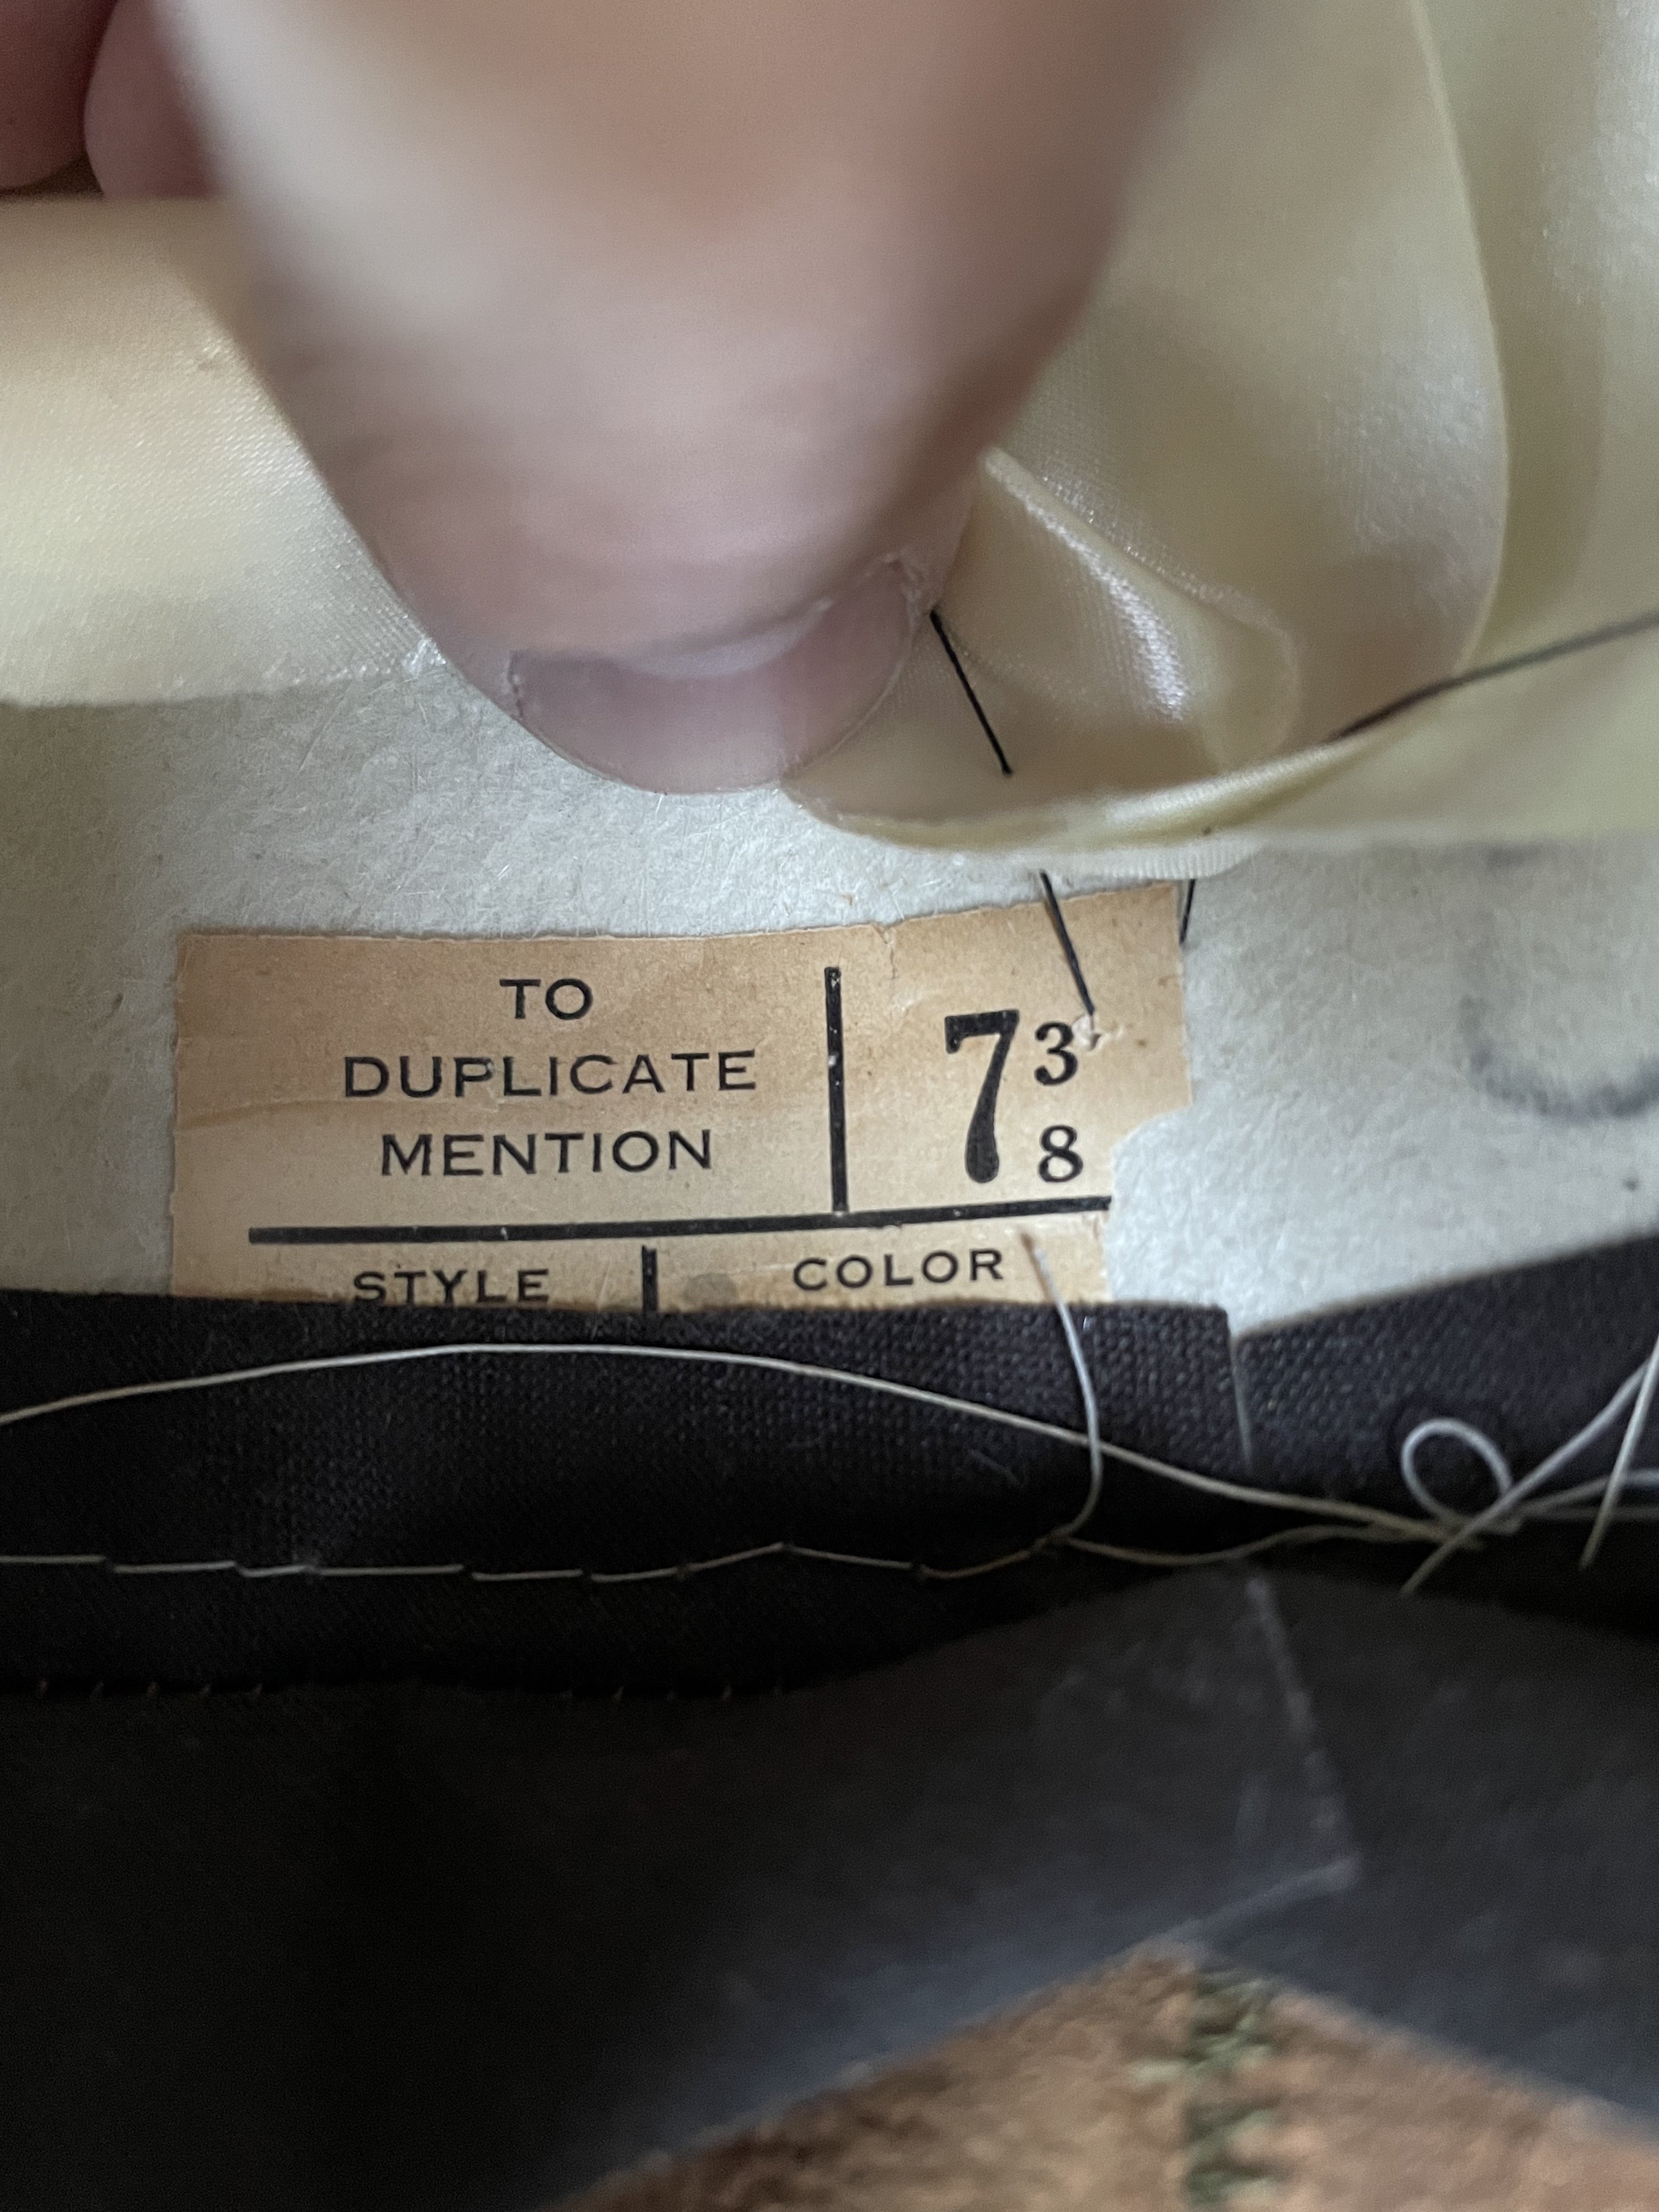 TO
DUPLICATE
MENTION
7 3/8
STYLE
COLOR